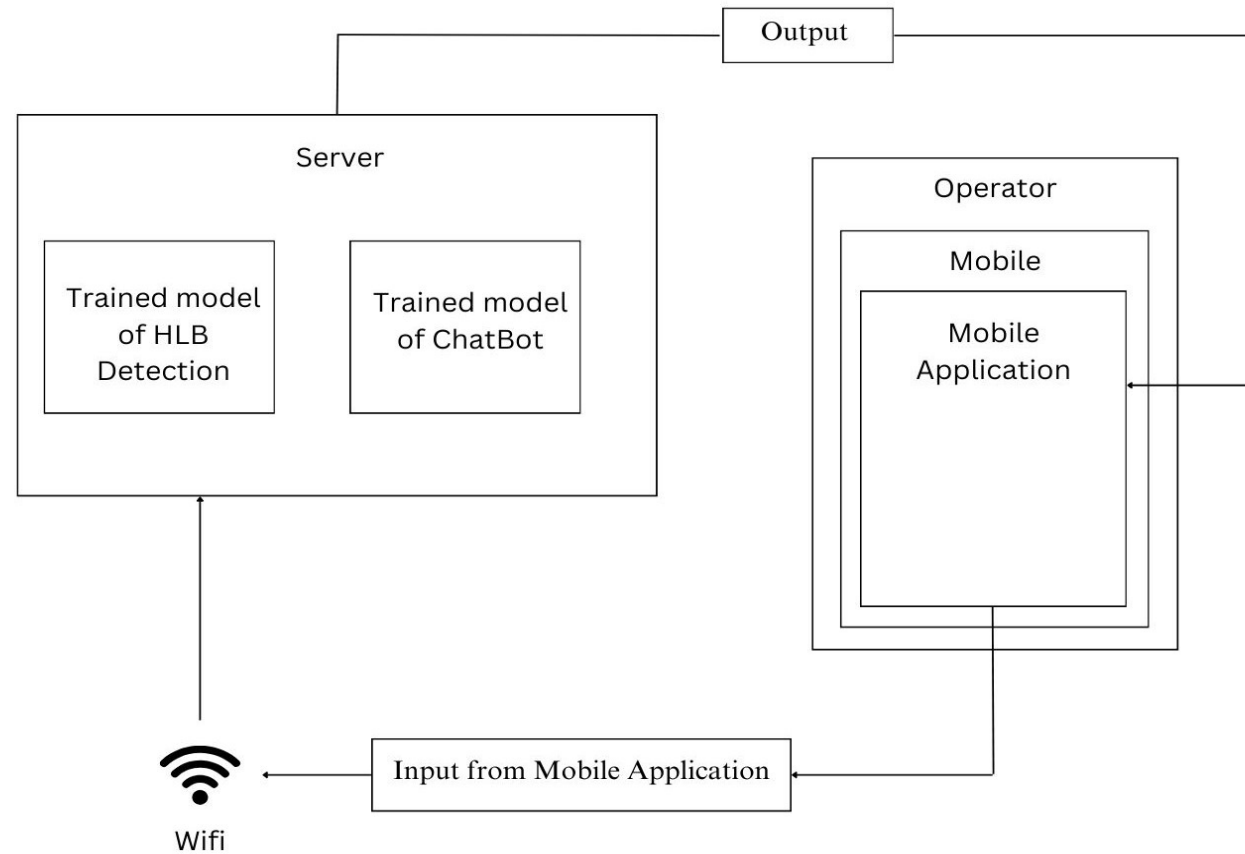 Output
Server
Operator
Mobile
Trained model
of HLB
Detection
Trained model
of ChatBot
Mobile
Application
Input from Mobile Application
Wifi